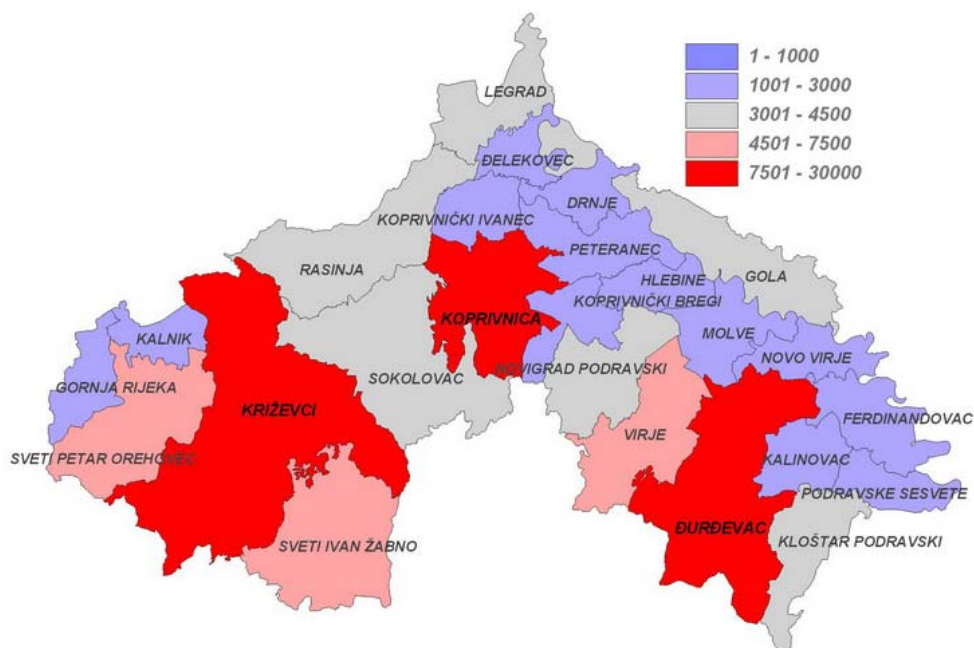 1 - 1000
1001 - 3000
3001 - 4500
4501 - 7500
7501 - 30000
LEGRAD
ĐELEKOVEC
DRNJE
KOPRIVNIČKI IVANEC
PETERANEC
RASINJA
HLEBINE
GOLA
KOPRIVNIČKI BREGI
KOPRIVNICA
MOLVE
KALNIK
NOVO VIRJE
NOVIGRAD PODRAVSKI
SOKOLOVAC
GORNJA RIJEKA
KRIŽEVCI
FERDINANDOVAC
VIRJE
SVETI PETAR OREHOVEC
KALINOVAC
PODRAVSKE SESVETE
ĐURĐEVAC
KLOŠTAR PODRAVSKI
SVETI IVAN ŽABNO